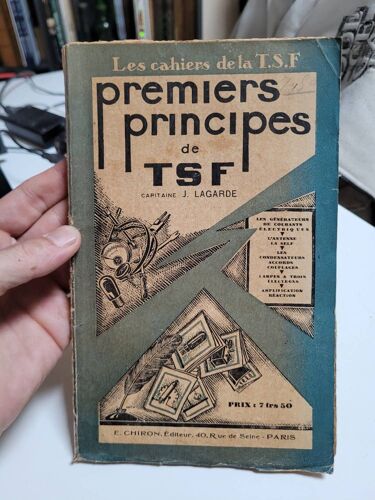 Les cahiers de la T.S.F
premiers
principes
de
TSF
CAPITAINE J. LAGARDE
LES GÉNÉRATEURS
DE COURANTS
ÉLECTRIQUES
L'ANTENNE
LA SELF
LES
CONDENSATEURS
ACCORDS
COUPLAGES
LAMPES A TROIS
ÉLECTRODES
AMPLIFICATION
RÉACTION
PRIX : 7 frs 50
E. CHIRON, Éditeur, 40, Rue de Seine - PARIS